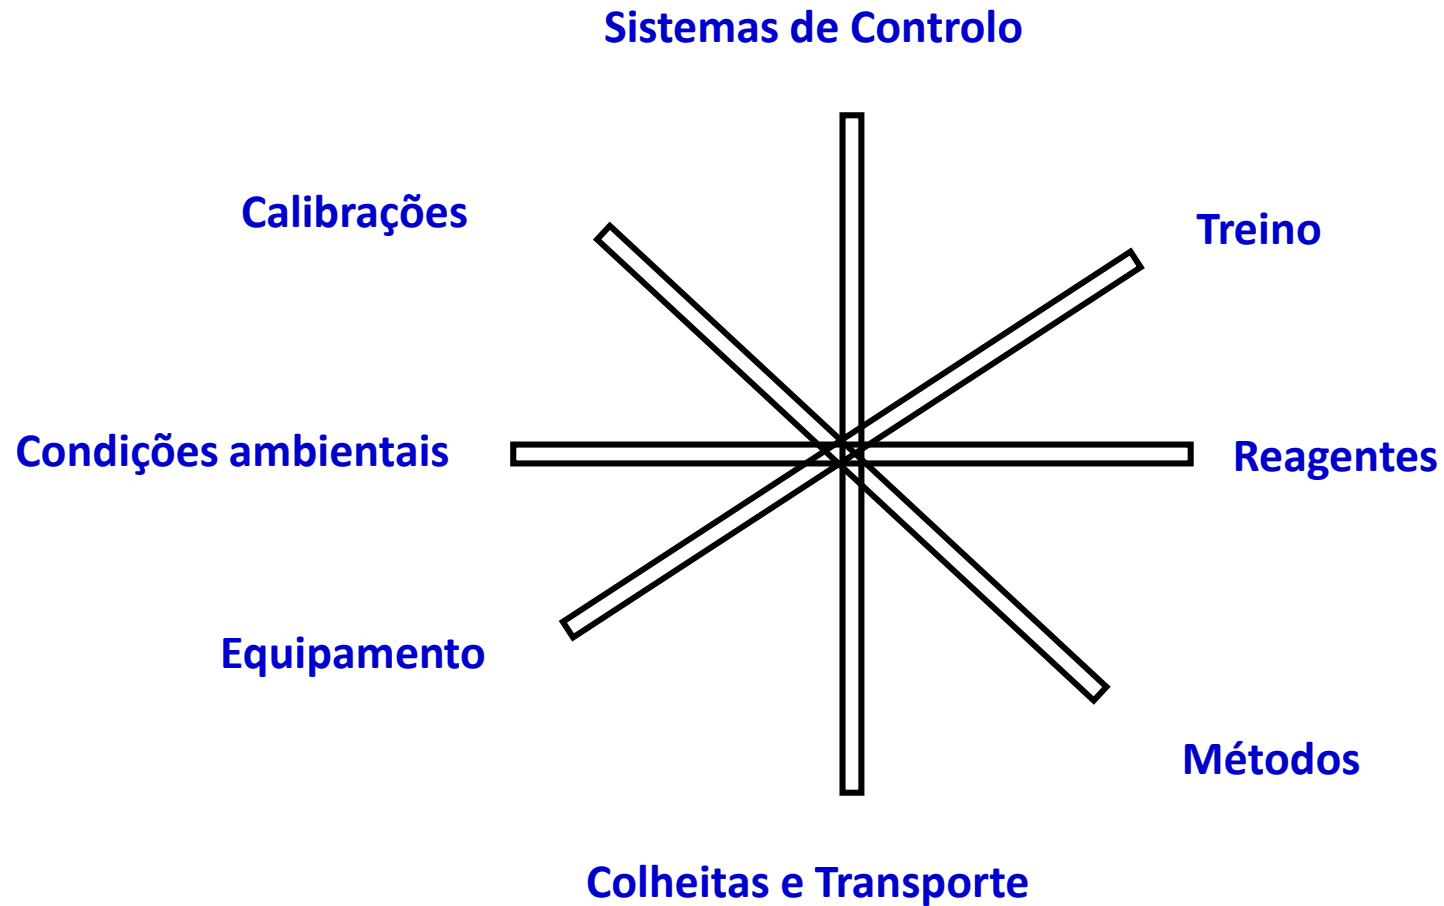 Sistemas de Controlo
Calibrações
Treino
Condições ambientais
Reagentes
Equipamento
Métodos
Colheitas e Transporte